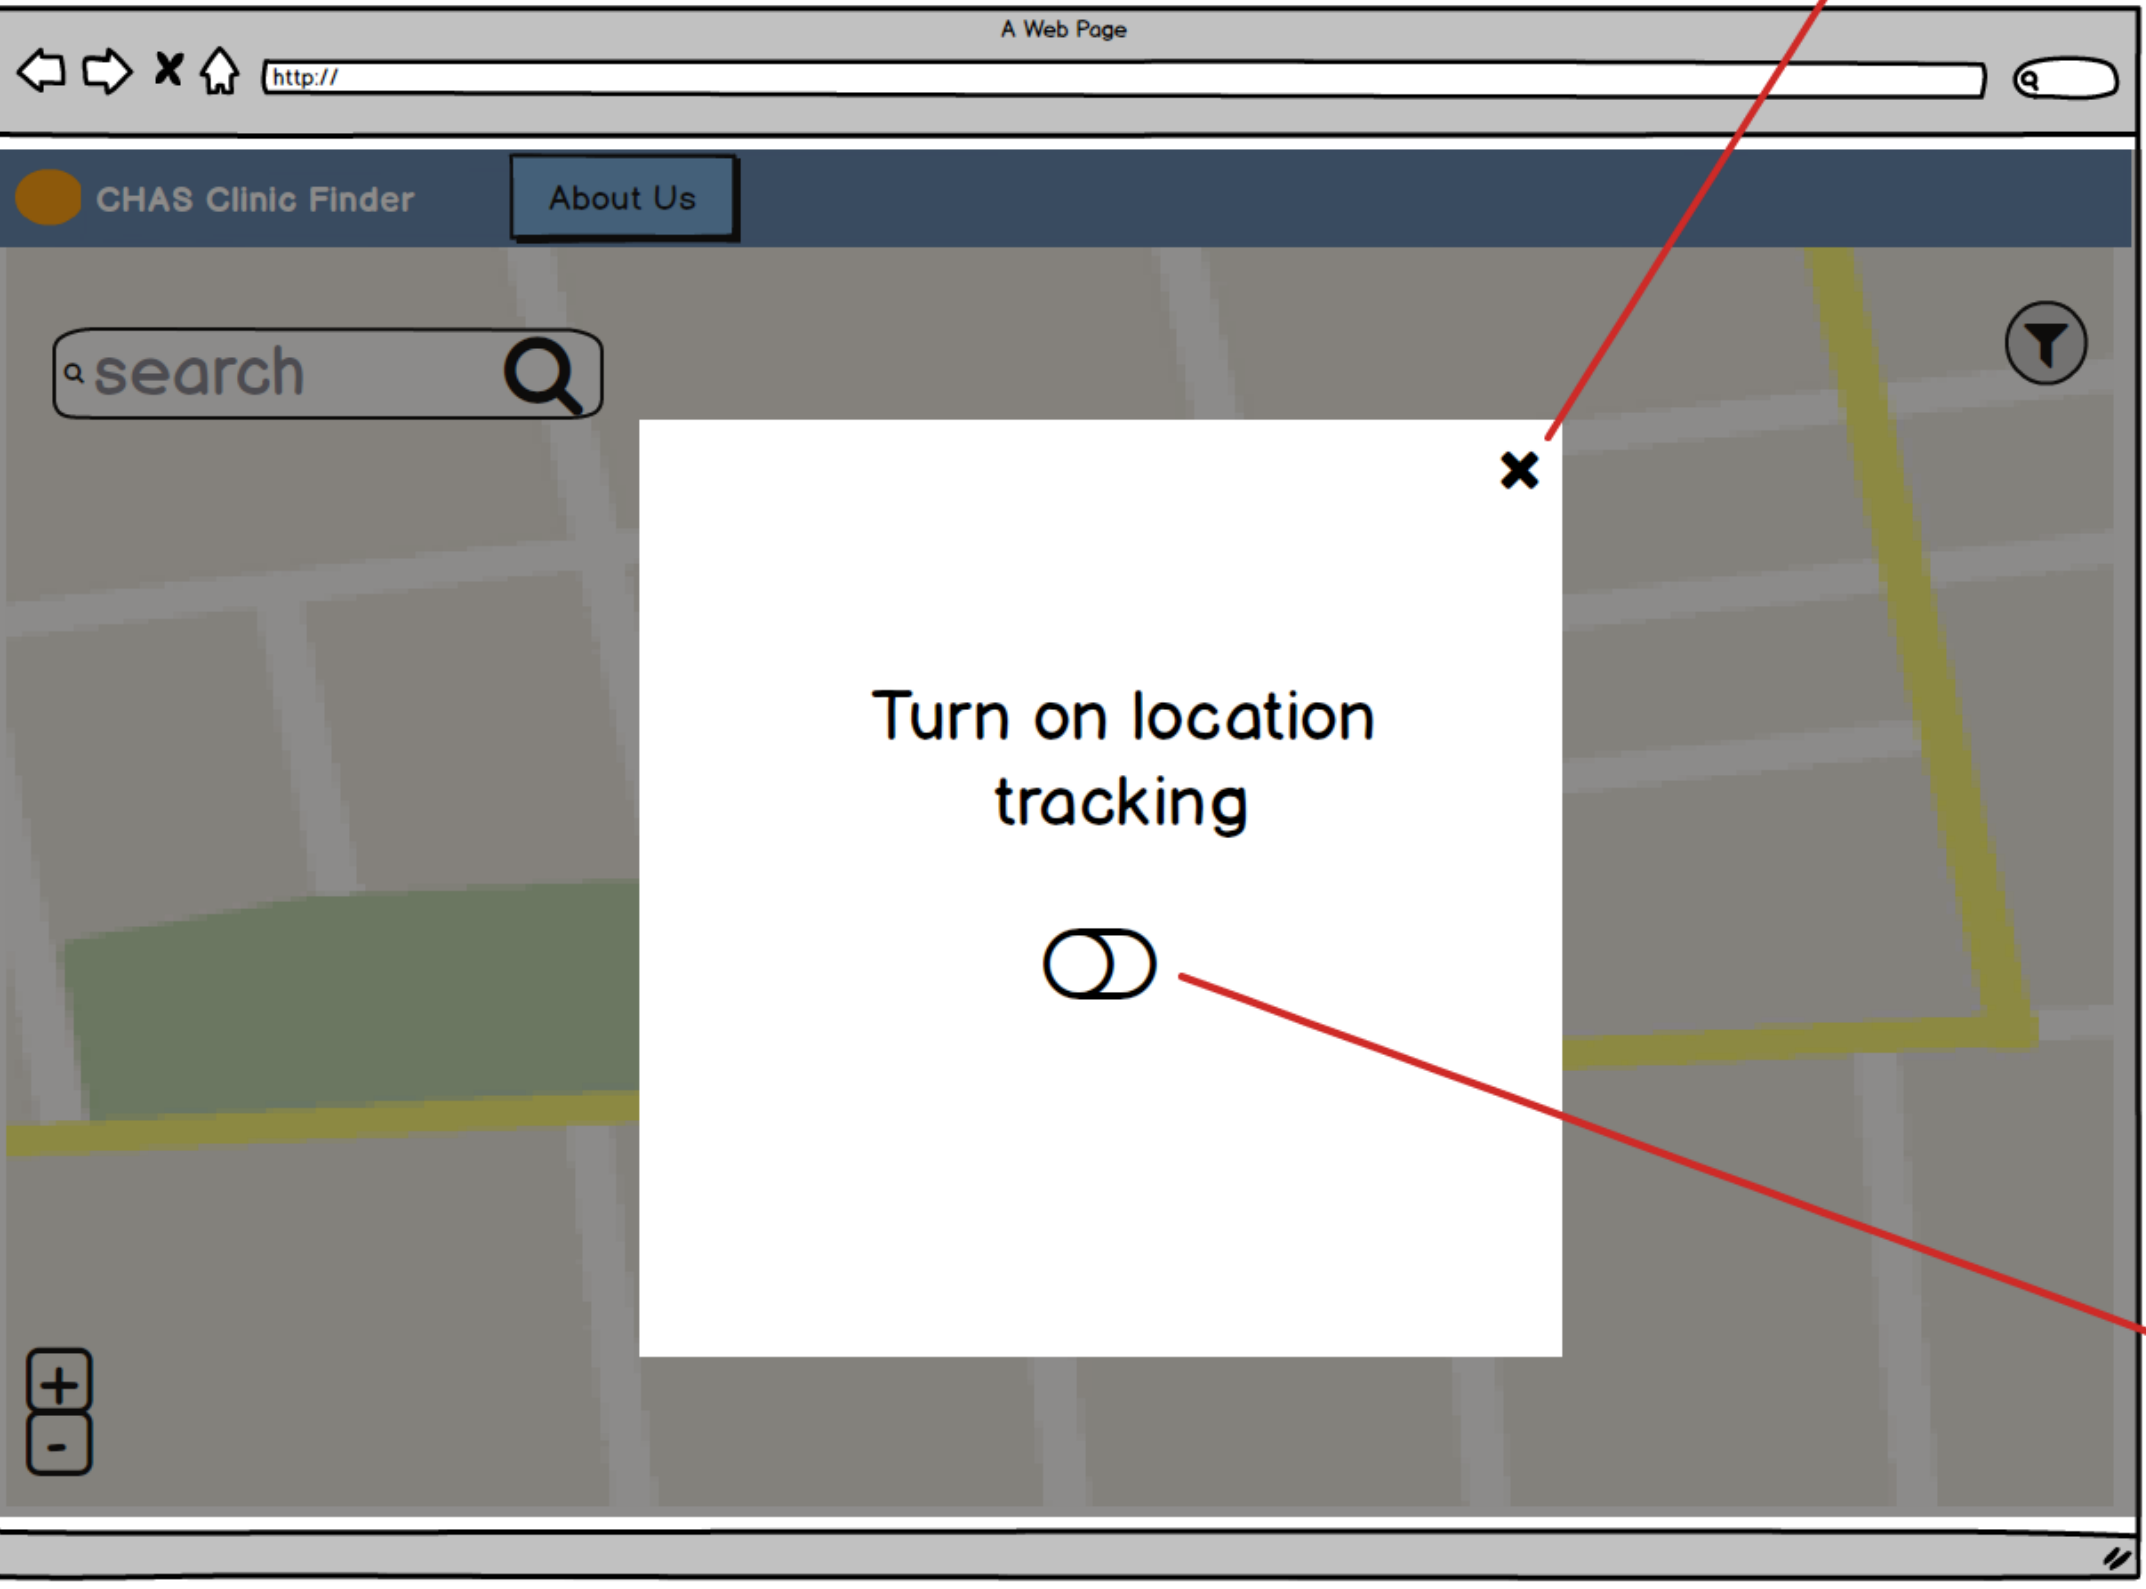 A Web Page
http://
CHAS Clinic Finder
About Us
search
Turn on location
tracking
+
-